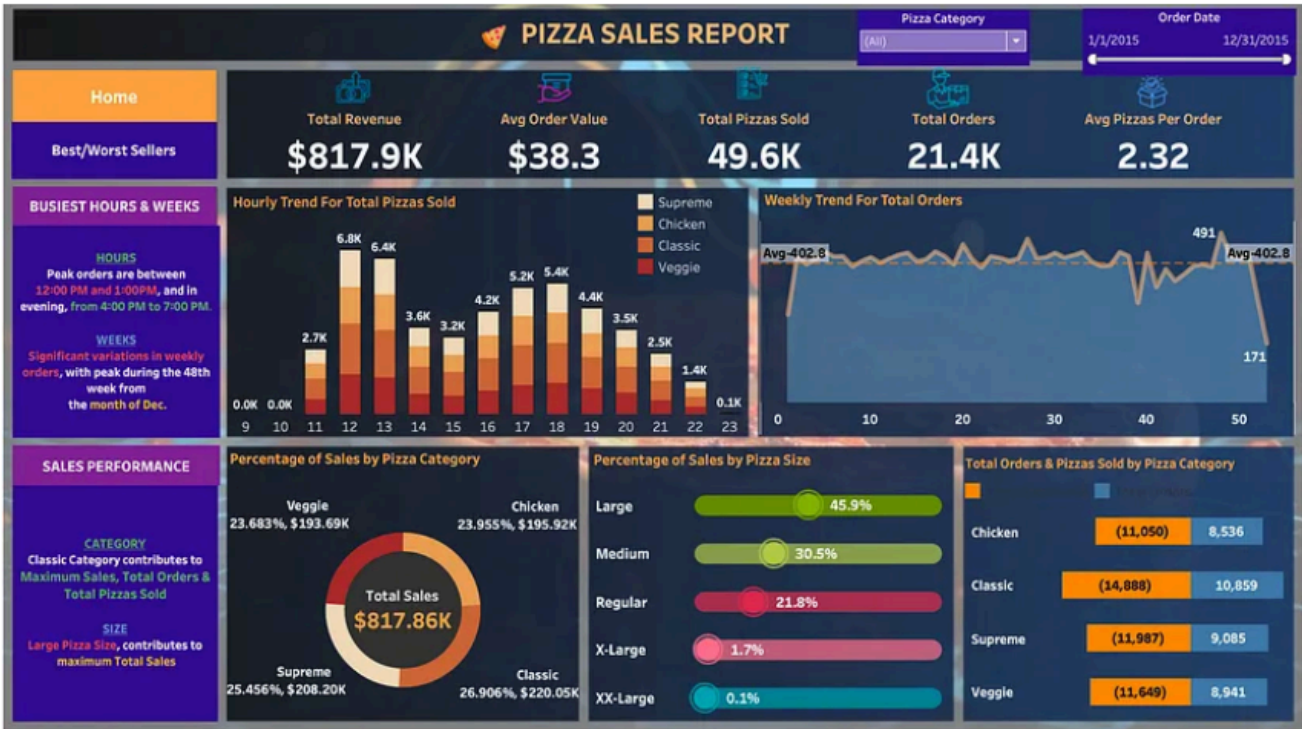 PIZZA SALES REPORT
Pizza Category
(All)
Order Date
1/1/2015 12/31/2015
Home
Best/Worst Sellers
Total Revenue
$817.9K
Avg Order Value
$38.3
Total Pizzas Sold
49.6K
Total Orders
21.4K
Avg Pizzas Per Order
2.32
BUSIEST HOURS & WEEKS
HOURS
Peak orders are between
12:00 PM and 1:00PM, and in
evening, from 4:00 PM to 7:00 PM.
WEEKS
Significant variations in weekly
orders, with peak during the 48th
week from
the month of Dec.
Hourly Trend For Total Pizzas Sold
Supreme
Chicken
Classic
Veggie
0.0K 0.0K 2.7K 6.8K 6.4K 3.6K 3.2K 4.2K 5.2K 5.4K 4.4K 3.5K 2.5K 1.4K 0.1K
9 10 11 12 13 14 15 16 17 18 19 20 21 22 23
Weekly Trend For Total Orders
491
Avg-402.8 Avg-402.8
171
0 10 20 30 40 50
SALES PERFORMANCE
CATEGORY
Classic Category contributes to
Maximum Sales, Total Orders &
Total Pizzas Sold
SIZE
Large Pizza Size, contributes to
maximum Total Sales
Percentage of Sales by Pizza Category
Veggie
23.683%, $193.69K
Chicken
23.955%, $195.92K
Total Sales
$817.86K
Supreme
25.456%, $208.20K
Classic
26.906%, $220.05K
Percentage of Sales by Pizza Size
Large 45.9%
Medium 30.5%
Regular 21.8%
X-Large 1.7%
XX-Large 0.1%
Total Orders & Pizzas Sold by Pizza Category
Chicken (11,050) 8,536
Classic (14,888) 10,859
Supreme (11,987) 9,085
Veggie (11,649) 8,941